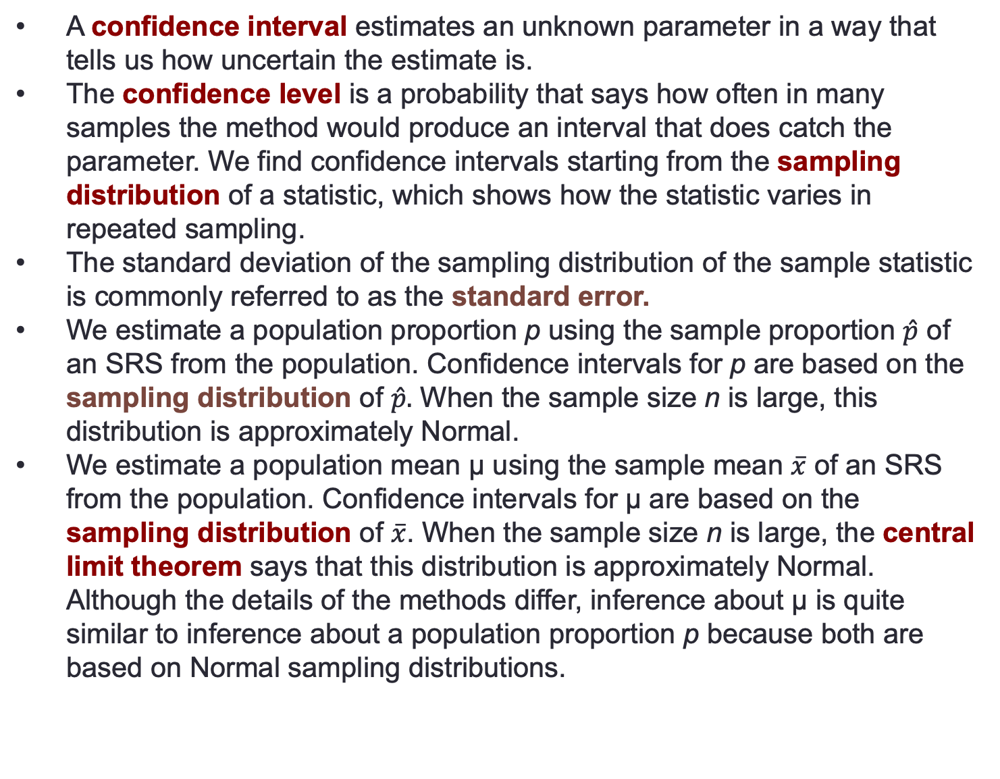 • A confidence interval estimates an unknown parameter in a way that
tells us how uncertain the estimate is.
• The confidence level is a probability that says how often in many
samples the method would produce an interval that does catch the
parameter. We find confidence intervals starting from the sampling
distribution of a statistic, which shows how the statistic varies in
repeated sampling.
• The standard deviation of the sampling distribution of the sample statistic
is commonly referred to as the standard error.
• We estimate a population proportion p using the sample proportion p̂ of
an SRS from the population. Confidence intervals for p are based on the
sampling distribution of p̂. When the sample size n is large, this
distribution is approximately Normal.
• We estimate a population mean μ using the sample mean x̄ of an SRS
from the population. Confidence intervals for μ are based on the
sampling distribution of x̄. When the sample size n is large, the central
limit theorem says that this distribution is approximately Normal.
Although the details of the methods differ, inference about μ is quite
similar to inference about a population proportion p because both are
based on Normal sampling distributions.